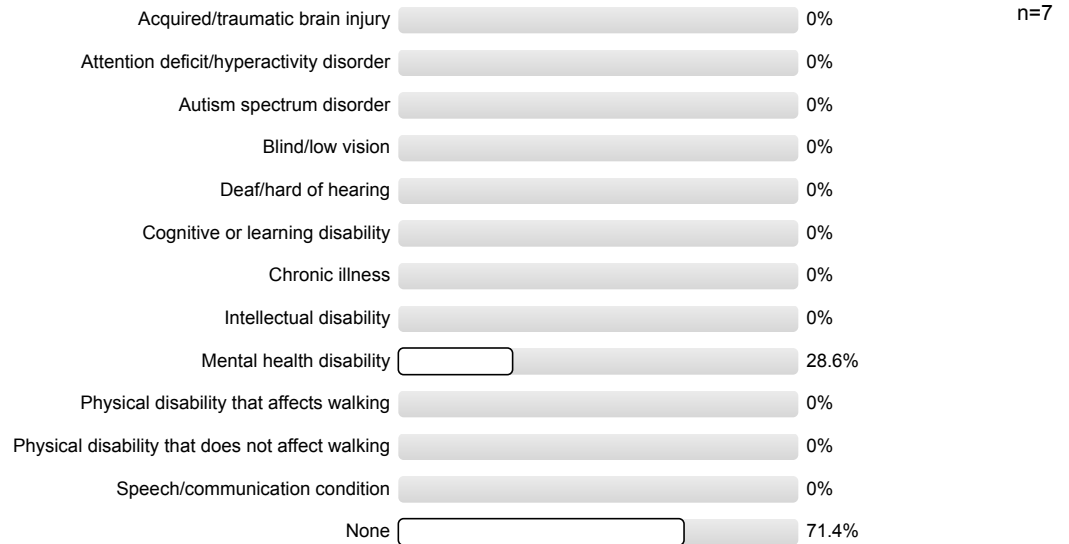 Acquired/traumatic brain injury 0% n=7
Attention deficit/hyperactivity disorder 0%
Autism spectrum disorder 0%
Blind/low vision 0%
Deaf/hard of hearing 0%
Cognitive or learning disability 0%
Chronic illness 0%
Intellectual disability 0%
Mental health disability 28.6%
Physical disability that affects walking 0%
Physical disability that does not affect walking 0%
Speech/communication condition 0%
None 71.4%